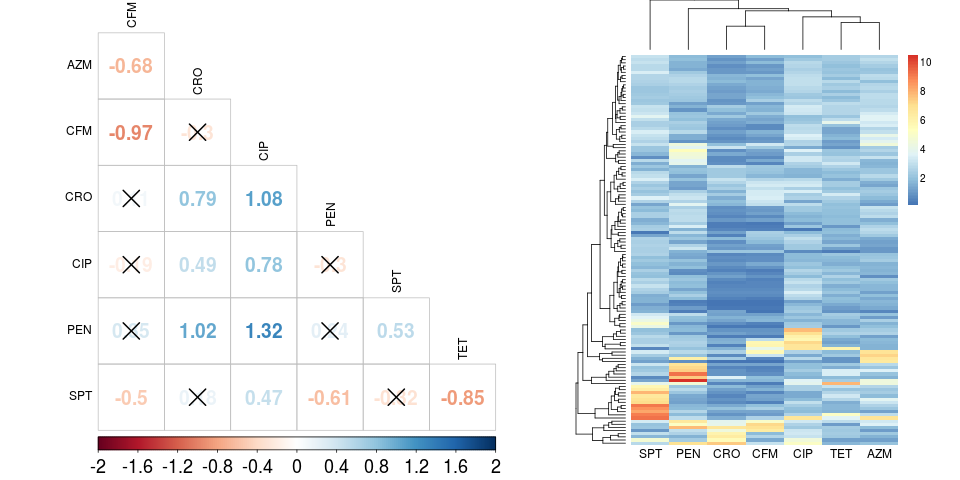 CFM
AZM
-0.68
CRO
CFM
-0.97
CIP
CRO
0.79
1.08
PEN
CIP
0.49
0.78
SPT
PEN
1.02
1.32
0.53
TET
SPT
-0.5
0.47
-0.61
-0.85
-2 -1.6 -1.2 -0.8 -0.4 0 0.4 0.8 1.2 1.6 2
10
8
6
4
2
SPT PEN CRO CFM CIP TET AZM